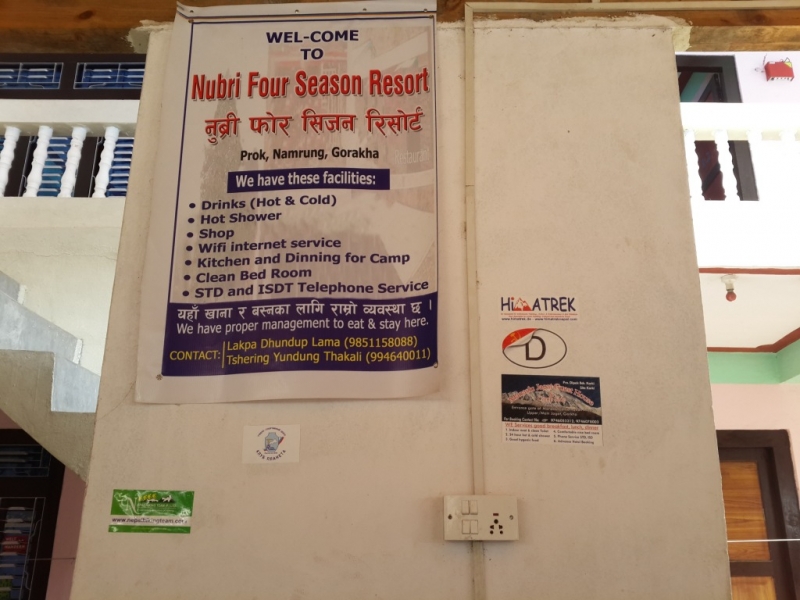 WEL-COME
TO
Nubri Four Season Resort
नुब्री फोर सिजन रिसोर्ट
Prok, Namrung, Gorakha
We have these facilities:
• Drinks (Hot & Cold)
• Hot Shower
• Shop
• Wifi internet service
• Kitchen and Dinning for Camp
• Clean Bed Room
• STD and ISDT Telephone Service
यहाँ खाना र बस्नका लागि राम्रो व्यवस्था छ ।
We have proper management to eat & stay here.
CONTACT: Lakpa Dhundup Lama (9851158088)
Tshering Yundung Thakali (994640011)
HiMATREK
D